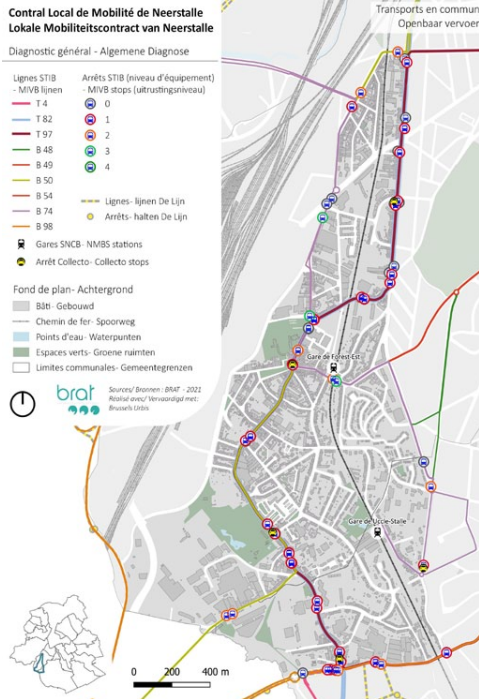 Contral Local de Mobilité de Neerstalle
Lokale Mobiliteitscontract van Neerstalle
Diagnostic général - Algemene Diagnose
Lignes STIB
- MIVB lijnen
T 4
T 82
T 97
B 48
B 49
B 50
B 54
B 74
B 98
Arrêts STIB (niveau d'équipement)
- MIVB stops (uitrustingsniveau)
0
1
2
3
4
Lignes- lijnen De Lijn
Arrêts- halten De Lijn
Gares SNCB- NMBS stations
Arrêt Collecto- Collecto stops
Fond de plan- Achtergrond
Bâti- Gebouwd
Chemin de fer- Spoorweg
Points d'eau- Waterpunten
Espaces verts- Groene ruimten
Limites communales- Gemeentegrenzen
brat
Sources/ Bronnen : BRAT - 2021
Réalisé avec/ Vervaardigd met:
Brussels Urbis
Transports en commun
Openbaar vervoer
Gare de Forest-Est
Gare de Uccle-Stalle
0 200 400 m